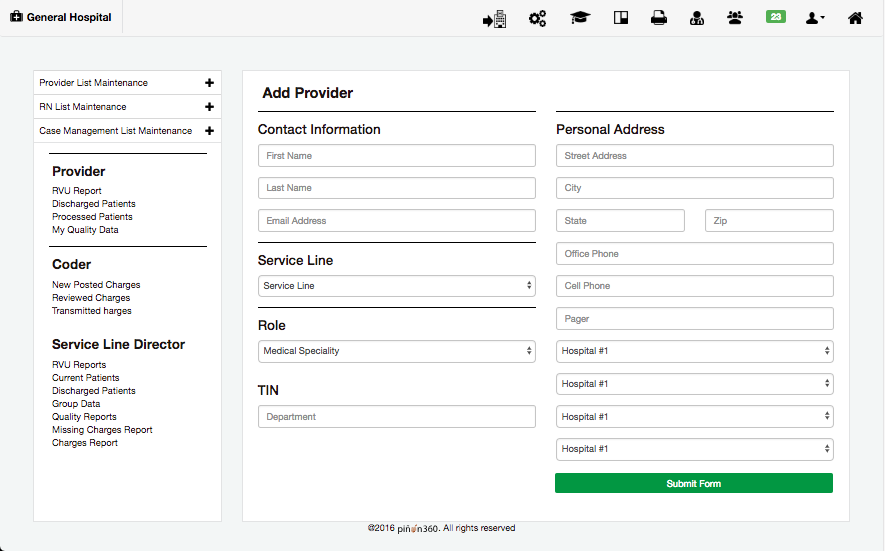 General Hospital
23
Provider List Maintenance
RN List Maintenance
Case Management List Maintenance
Provider
RVU Report
Discharged Patients
Processed Patients
My Quality Data
Coder
New Posted Charges
Reviewed Charges
Transmitted harges
Service Line Director
RVU Reports
Current Patients
Discharged Patients
Group Data
Quality Reports
Missing Charges Report
Charges Report
Add Provider
Contact Information
First Name
Last Name
Email Address
Service Line
Service Line
Role
Medical Speciality
TIN
Department
Personal Address
Street Address
City
State Zip
Office Phone
Cell Phone
Pager
Hospital #1
Hospital #1
Hospital #1
Hospital #1
Submit Form
©2016 piñon360. All rights reserved